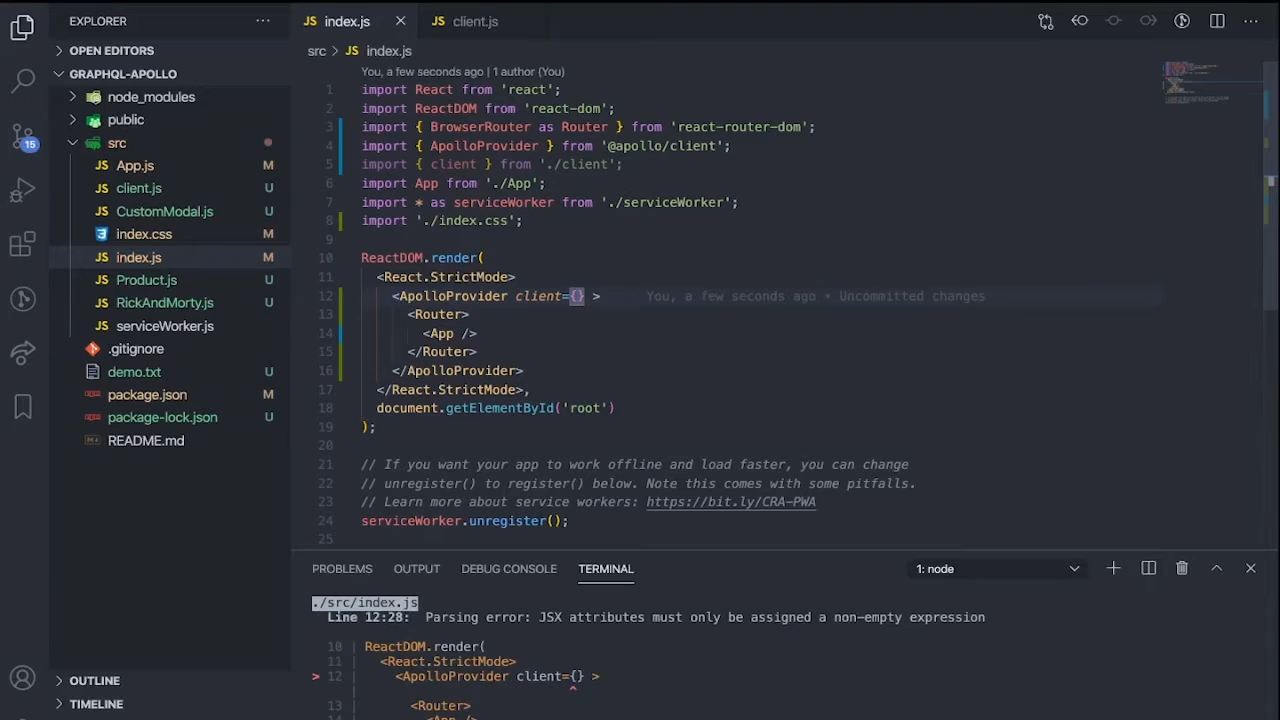 EXPLORER
OPEN EDITORS
GRAPHQL-APOLLO
node_modules
public
src
JS App.js M
JS client.js U
JS CustomModal.js U
index.css M
JS index.js M
JS Product.js U
JS RickAndMorty.js U
JS serviceWorker.js
.gitignore
demo.txt U
package.json M
package-lock.json U
README.md
OUTLINE
TIMELINE
15
JS index.js JS client.js
src > JS index.js
You, a few seconds ago | 1 author (You)
1 import React from 'react';
2 import ReactDOM from 'react-dom';
3 import { BrowserRouter as Router } from 'react-router-dom';
4 import { ApolloProvider } from '@apollo/client';
5 import { client } from './client';
6 import App from './App';
7 import * as serviceWorker from './serviceWorker';
8 import './index.css';
9
10 ReactDOM.render(
11 <React.StrictMode>
12 <ApolloProvider client={} > You, a few seconds ago • Uncommitted changes
13 <Router>
14 <App />
15 </Router>
16 </ApolloProvider>
17 </React.StrictMode>,
18 document.getElementById('root')
19 );
20
21 // If you want your app to work offline and load faster, you can change
22 // unregister() to register() below. Note this comes with some pitfalls.
23 // Learn more about service workers: https://bit.ly/CRA-PWA
24 serviceWorker.unregister();
25
PROBLEMS OUTPUT DEBUG CONSOLE TERMINAL 1: node
./src/index.js
Line 12:28: Parsing error: JSX attributes must only be assigned a non-empty expression
10 | ReactDOM.render(
11 | <React.StrictMode>
> 12 | <ApolloProvider client={} >
| ^
13 | <Router>
14 | <App />